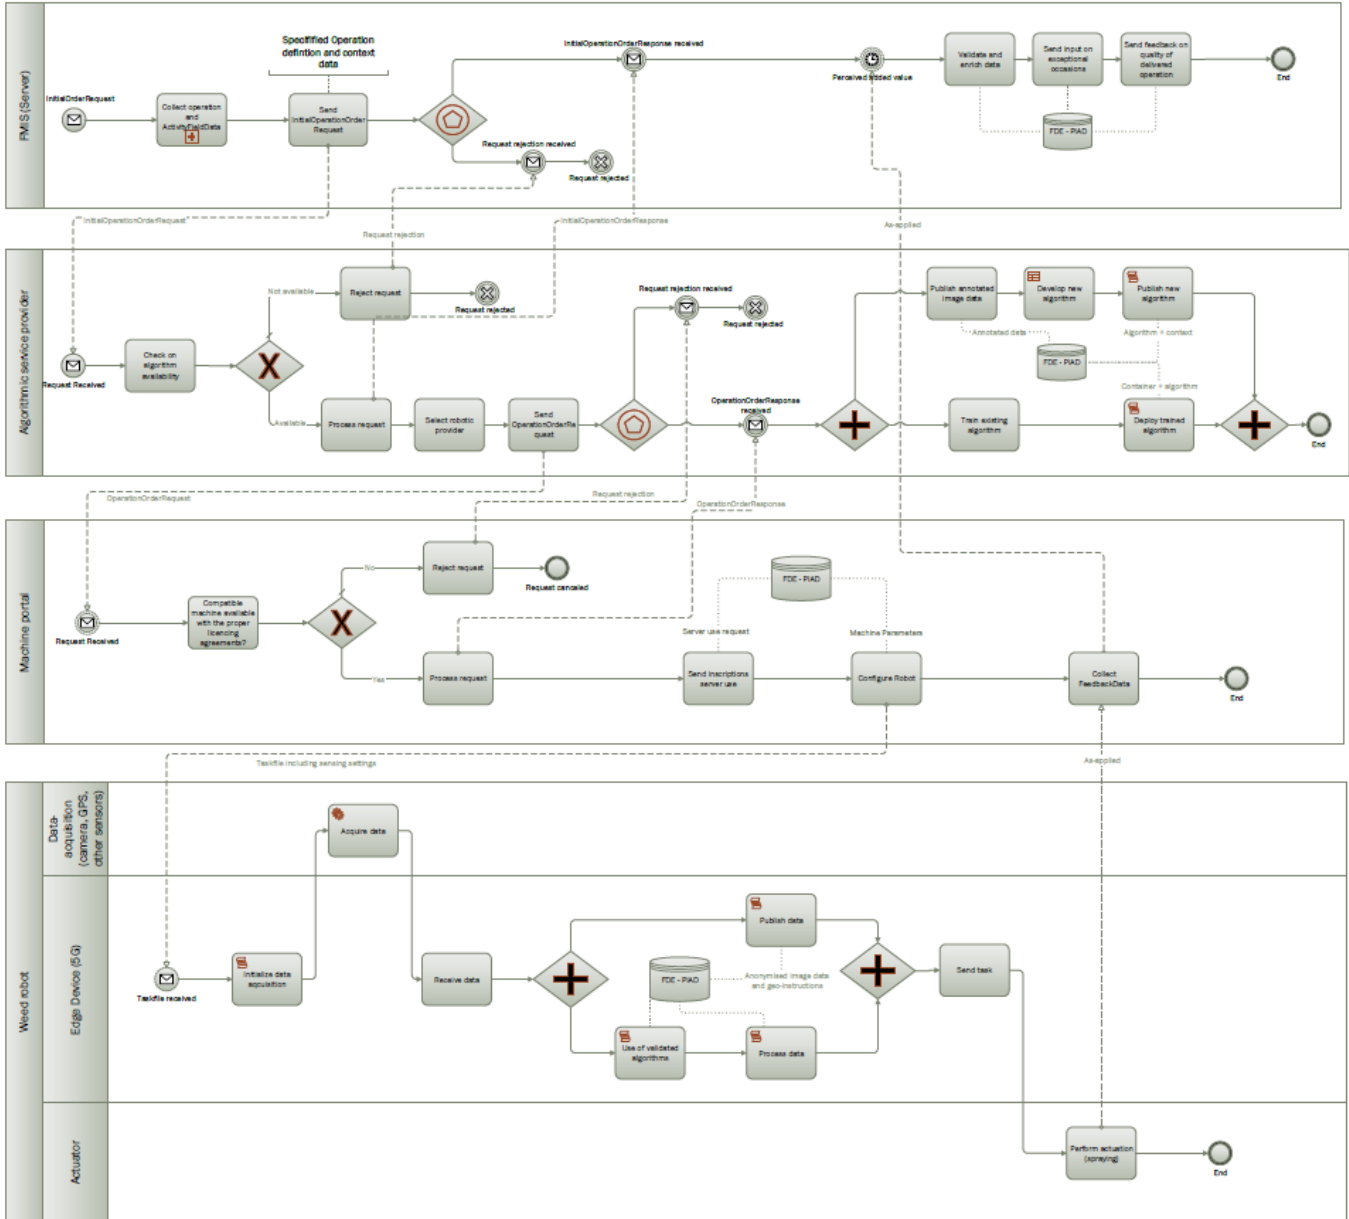 FMIS (Server)
Speciffified Operation
defintion and context
data
InitialOrderRequest
Collect operation
and
ActivityFieldData
Send
InitialOperationOrder
Request
InitialOperationOrderResponse received
Request rejection received
Request rejected
Perceived added value
Validate and
enrich data
Send input on
exceptional
occasions
Send feedback on
quality of
delivered
operation
FDE - PIAD
End
InitialOperationOrderRequest
Request rejection
InitialOperationOrderResponse
As-applied
Algorithmic service provider
Request Received
Check on
algorithm
availability
Not available
Reject request
Request rejected
Available
Process request
Select robotic
provider
Send
OperationOrderRe
quest
Request rejection received
Request rejected
OperationOrderResponse
received
Publish annotated
image data
Develop new
algorithm
Publish new
algorithm
Annotated data
Algorithm + context
FDE - PIAD
Container + algorithm
Train existing
algorithm
Deploy trained
algorithm
End
OperationOrderRequest
Request rejection
OperationOrderResponse
Machine portal
Request Received
Compatible
machine available
with the proper
licencing
agreements?
No
Reject request
Request canceled
Yes
Process request
FDE - PIAD
Server use request
Machine Parameters
Send inscriptions
server use
Configure Robot
Collect
FeedbackData
End
Taskfile including sensing settings
As-applied
Weed robot
Data-
acquisition
(camera, GPS,
other sensors)
Acquire data
Edge Device (5G)
Taskfile received
Initialize data
aqcuisition
Receive data
Publish data
FDE - PIAD
Anonymised image data
and geo-instructions
Use of validated
algorithms
Process data
Send task
Actuator
Perform actuation
(spraying)
End